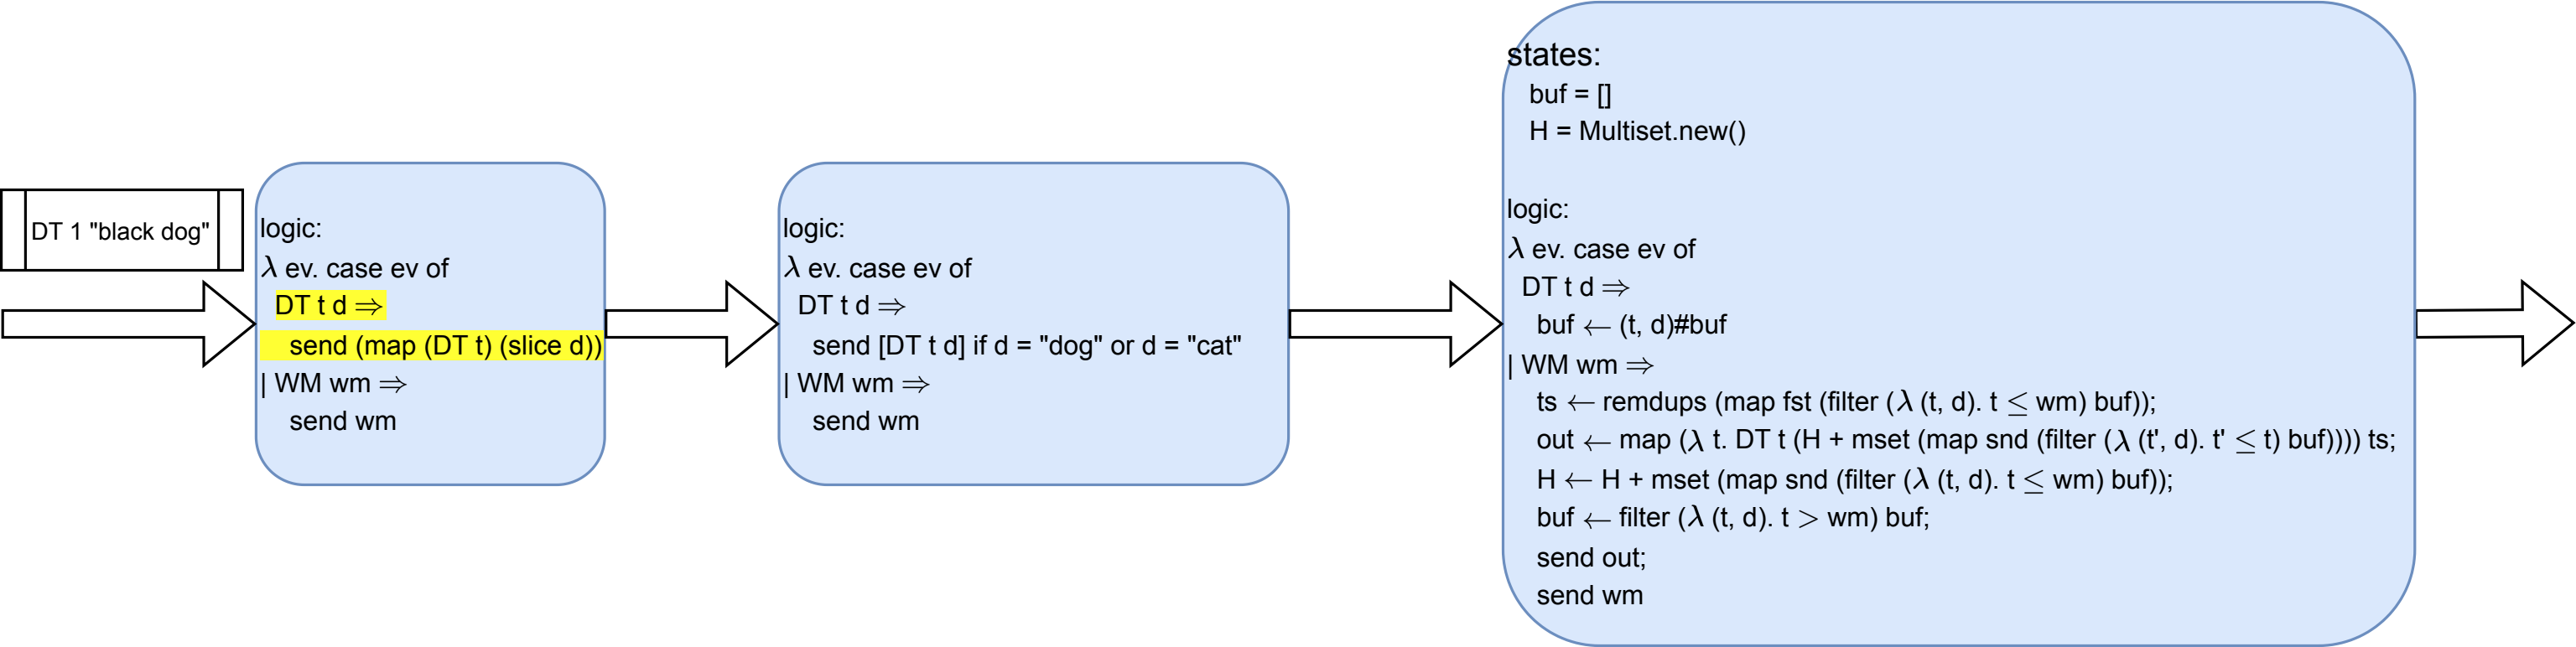 DT 1 "black dog"
logic:
λ ev. case ev of
DT t d ⇒
send (map (DT t) (slice d))
| WM wm ⇒
send wm
logic:
λ ev. case ev of
DT t d ⇒
send [DT t d] if d = "dog" or d = "cat"
| WM wm ⇒
send wm
states:
buf = []
H = Multiset.new()
logic:
λ ev. case ev of
DT t d ⇒
buf ← (t, d)#buf
| WM wm ⇒
ts ← remdups (map fst (filter (λ (t, d). t ≤ wm) buf));
out ← map (λ t. DT t (H + mset (map snd (filter (λ (t', d). t' ≤ t) buf)))) ts;
H ← H + mset (map snd (filter (λ (t, d). t ≤ wm) buf));
buf ← filter (λ (t, d). t > wm) buf;
send out;
send wm